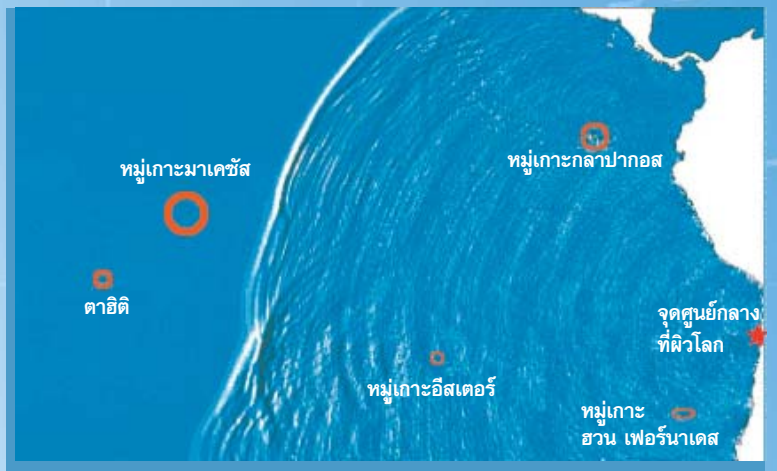 หมู่เกาะมาเคซัส
หมู่เกาะกลาปากอส
ตาฮิติ
จุดศูนย์กลาง
ที่ผิวโลก
หมู่เกาะอีสเตอร์
หมู่เกาะ
ฮวน เฟอร์นาเดส